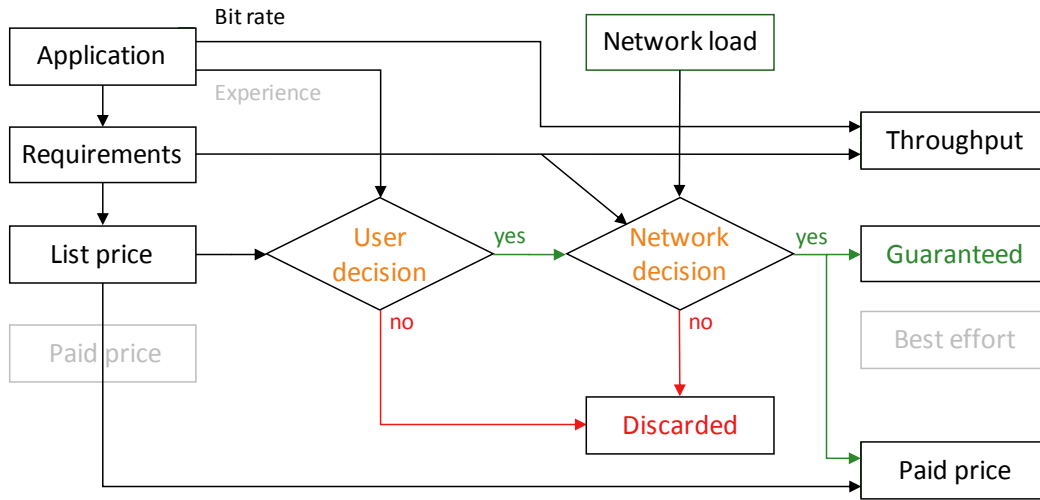 Bit rate
Application
Network load
Experience
Requirements
Throughput
List price
User
decision
yes
Network
decision
yes
Guaranteed
no
no
Paid price
Best effort
Discarded
Paid price